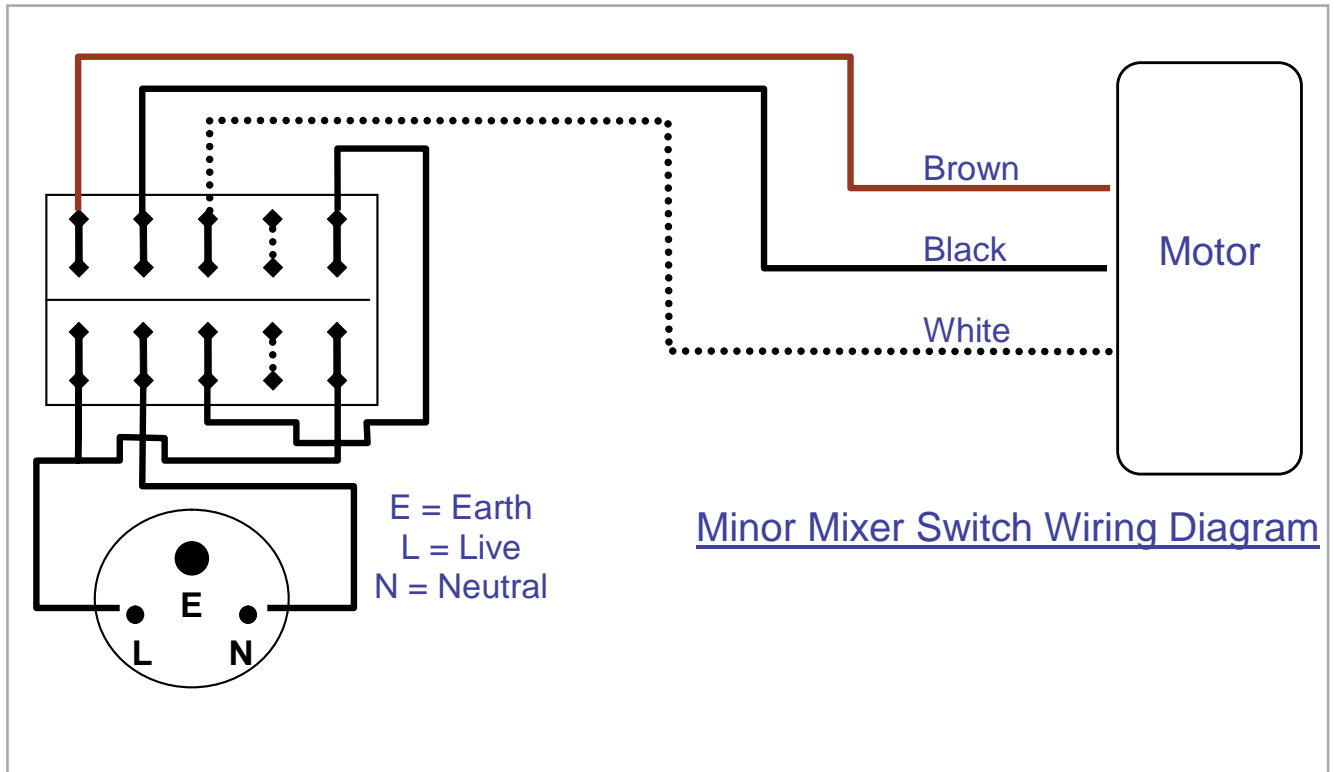 Brown
Black
Motor
White
E = Earth
L = Live
N = Neutral
Minor Mixer Switch Wiring Diagram
E
L N